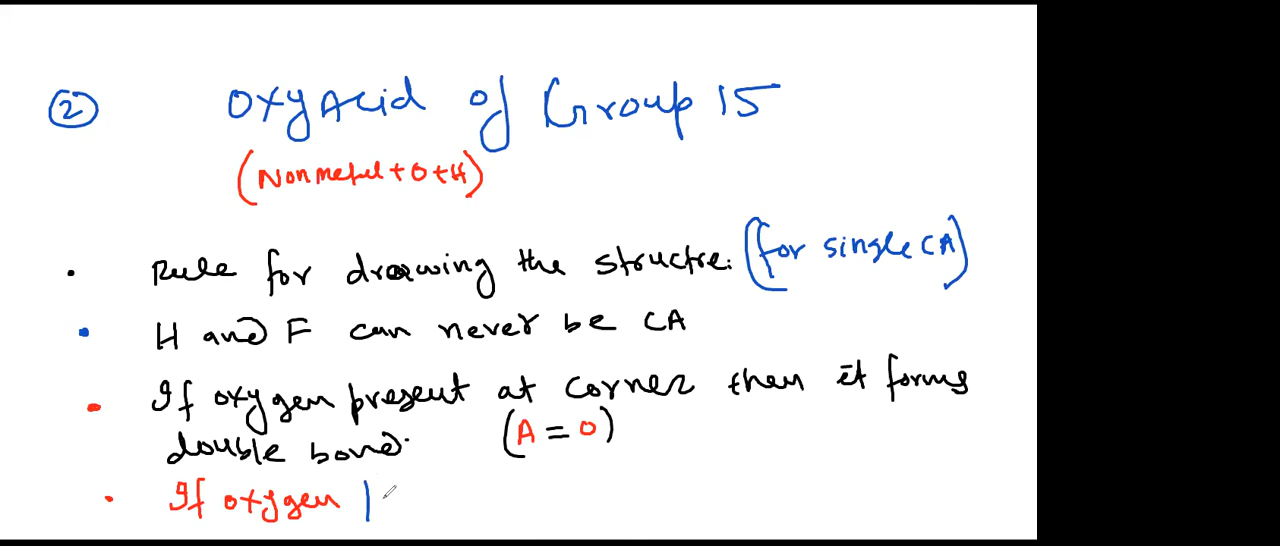 ② OxyAcid of Group 15
(Nonmetal + O + H)
• Rule for drawing the structre. (for single CA)
• H and F can never be CA
• If oxygen present at corner then it forms
double bond. (A = O)
• If oxygen